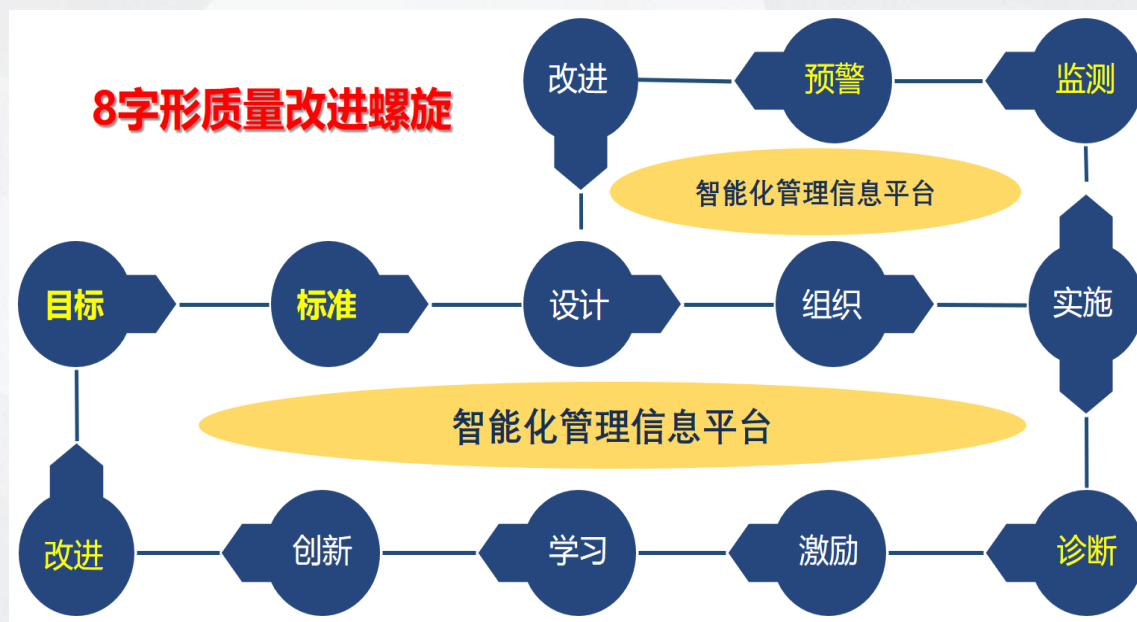 8字形质量改进螺旋
改进
预警
监测
智能化管理信息平台
目标
标准
设计
组织
实施
智能化管理信息平台
改进
创新
学习
激励
诊断